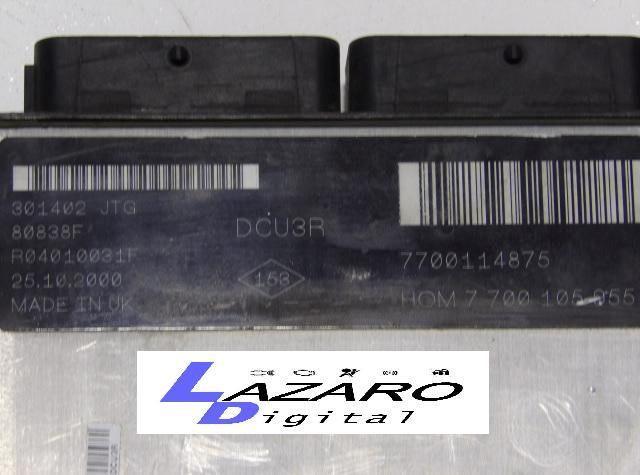 301402 JTG
80838F
R04010031F
25.10.2000
MADE IN UK
DCU3R
153
7700114875
HOM 7 700 105 955
LAZARO
Digital